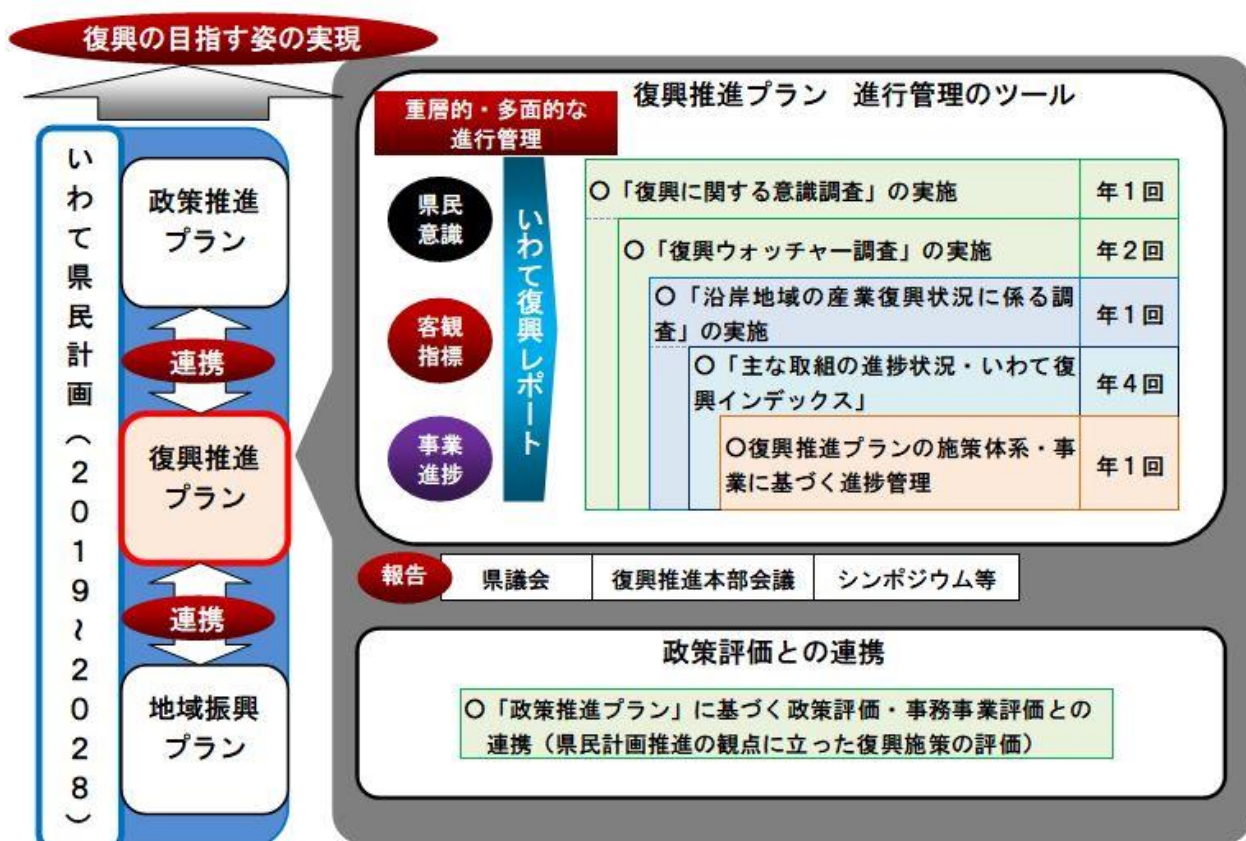 復興の目指す姿の実現
いわて県民計画(2019~2028)
政策推進
プラン
連携
復興推進
プラン
連携
地域振興
プラン
復興推進プラン 進行管理のツール
重層的・多面的な
進行管理
県民
意識
客観
指標
事業
進捗
いわて復興レポート
○「復興に関する意識調査」の実施
年1回
○「復興ウォッチャー調査」の実施
年2回
○「沿岸地域の産業復興状況に係る調
査」の実施
年1回
○「主な取組の進捗状況・いわて復
興インデックス」
年4回
○復興推進プランの施策体系・事
業に基づく進捗管理
年1回
報告
県議会
復興推進本部会議
シンポジウム等
政策評価との連携
○「政策推進プラン」に基づく政策評価・事務事業評価との
連携(県民計画推進の観点に立った復興施策の評価)